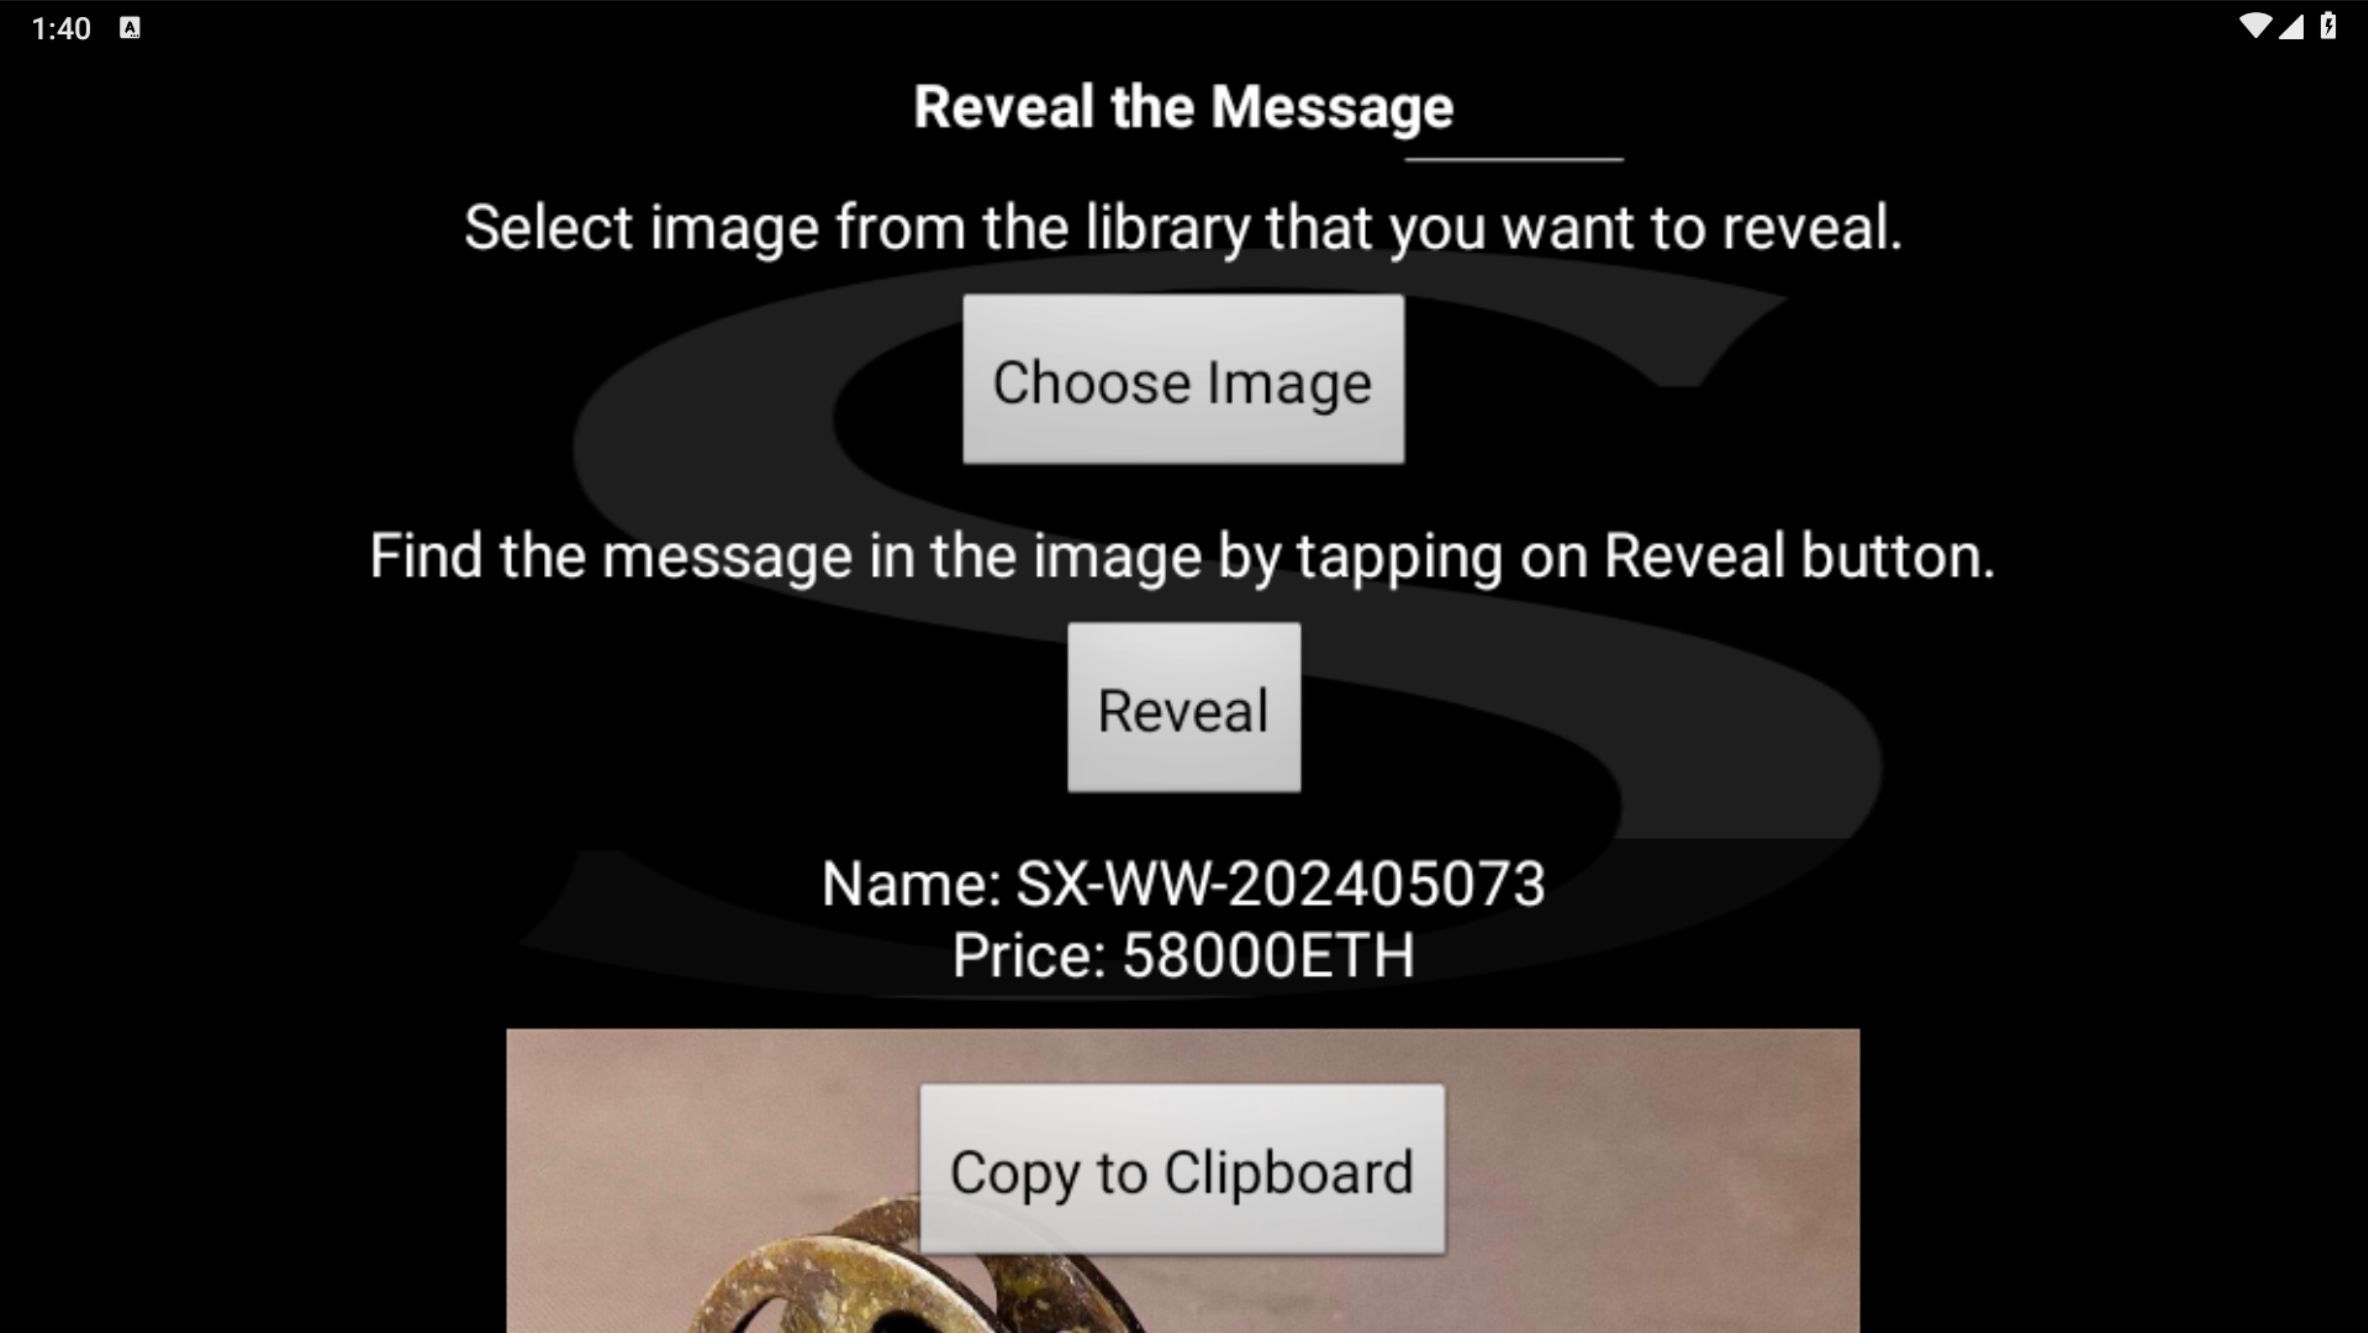 1:40
Reveal the Message
Select image from the library that you want to reveal.
Choose Image
Find the message in the image by tapping on Reveal button.
Reveal
Name: SX-WW-202405073
Price: 58000ETH
Copy to Clipboard